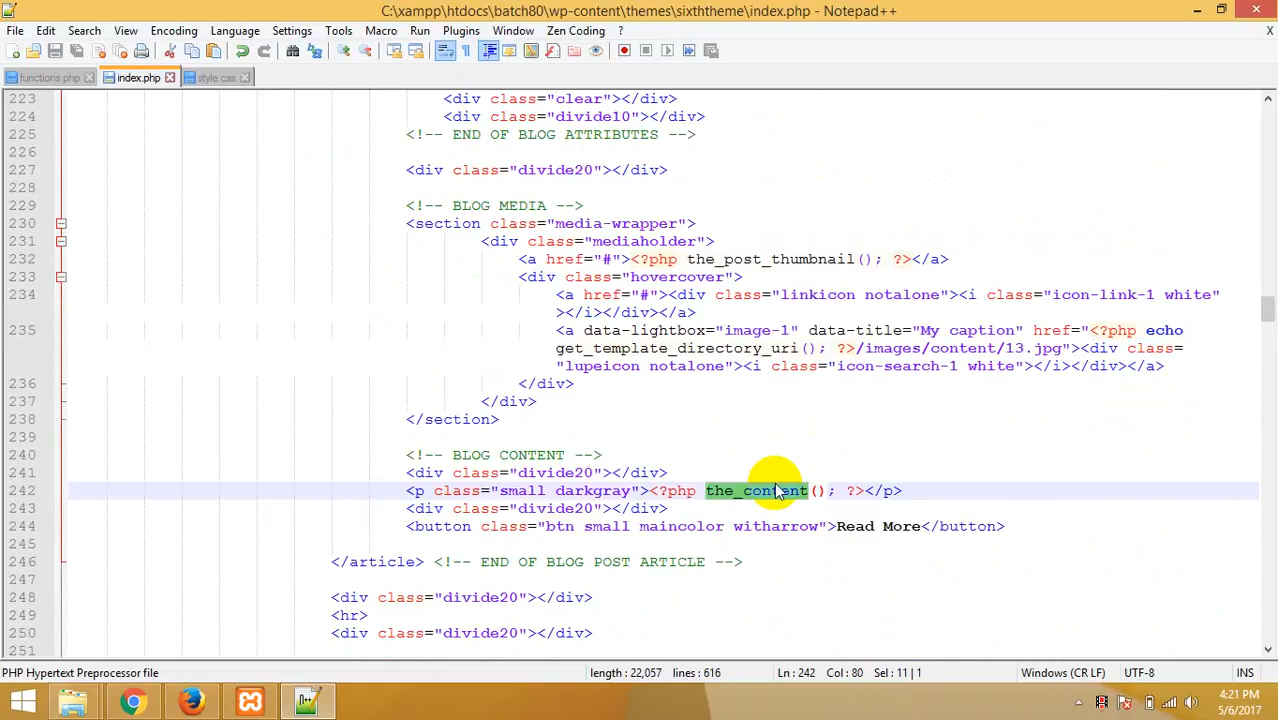 C:\xampp\htdocs\batch80\wp-content\themes\sixththeme\index.php - Notepad++
File Edit Search View Encoding Language Settings Tools Macro Run Plugins Window Zen Coding ? X
functions.php index.php style.css
223 <div class="clear"></div>
224 <div class="divide10"></div>
225 <!-- END OF BLOG ATTRIBUTES -->
226
227 <div class="divide20"></div>
228
229 <!-- BLOG MEDIA -->
230 <section class="media-wrapper">
231 <div class="mediaholder">
232 <a href="#"><?php the_post_thumbnail(); ?></a>
233 <div class="hovercover">
234 <a href="#"><div class="linkicon notalone"><i class="icon-link-1 white"
></i></div></a>
235 <a data-lightbox="image-1" data-title="My caption" href="<?php echo
get_template_directory_uri(); ?>/images/content/13.jpg"><div class=
"lupeicon notalone"><i class="icon-search-1 white"></i></div></a>
236 </div>
237 </div>
238 </section>
239
240 <!-- BLOG CONTENT -->
241 <div class="divide20"></div>
242 <p class="small darkgray"><?php the_content(); ?></p>
243 <div class="divide20"></div>
244 <button class="btn small maincolor witharrow">Read More</button>
245
246 </article> <!-- END OF BLOG POST ARTICLE -->
247
248 <div class="divide20"></div>
249 <hr>
250 <div class="divide20"></div>
251
PHP Hypertext Preprocessor file length : 22,057 lines : 616 Ln : 242 Col : 80 Sel : 11 | 1 Windows (CR LF) UTF-8 INS
4:21 PM
5/6/2017